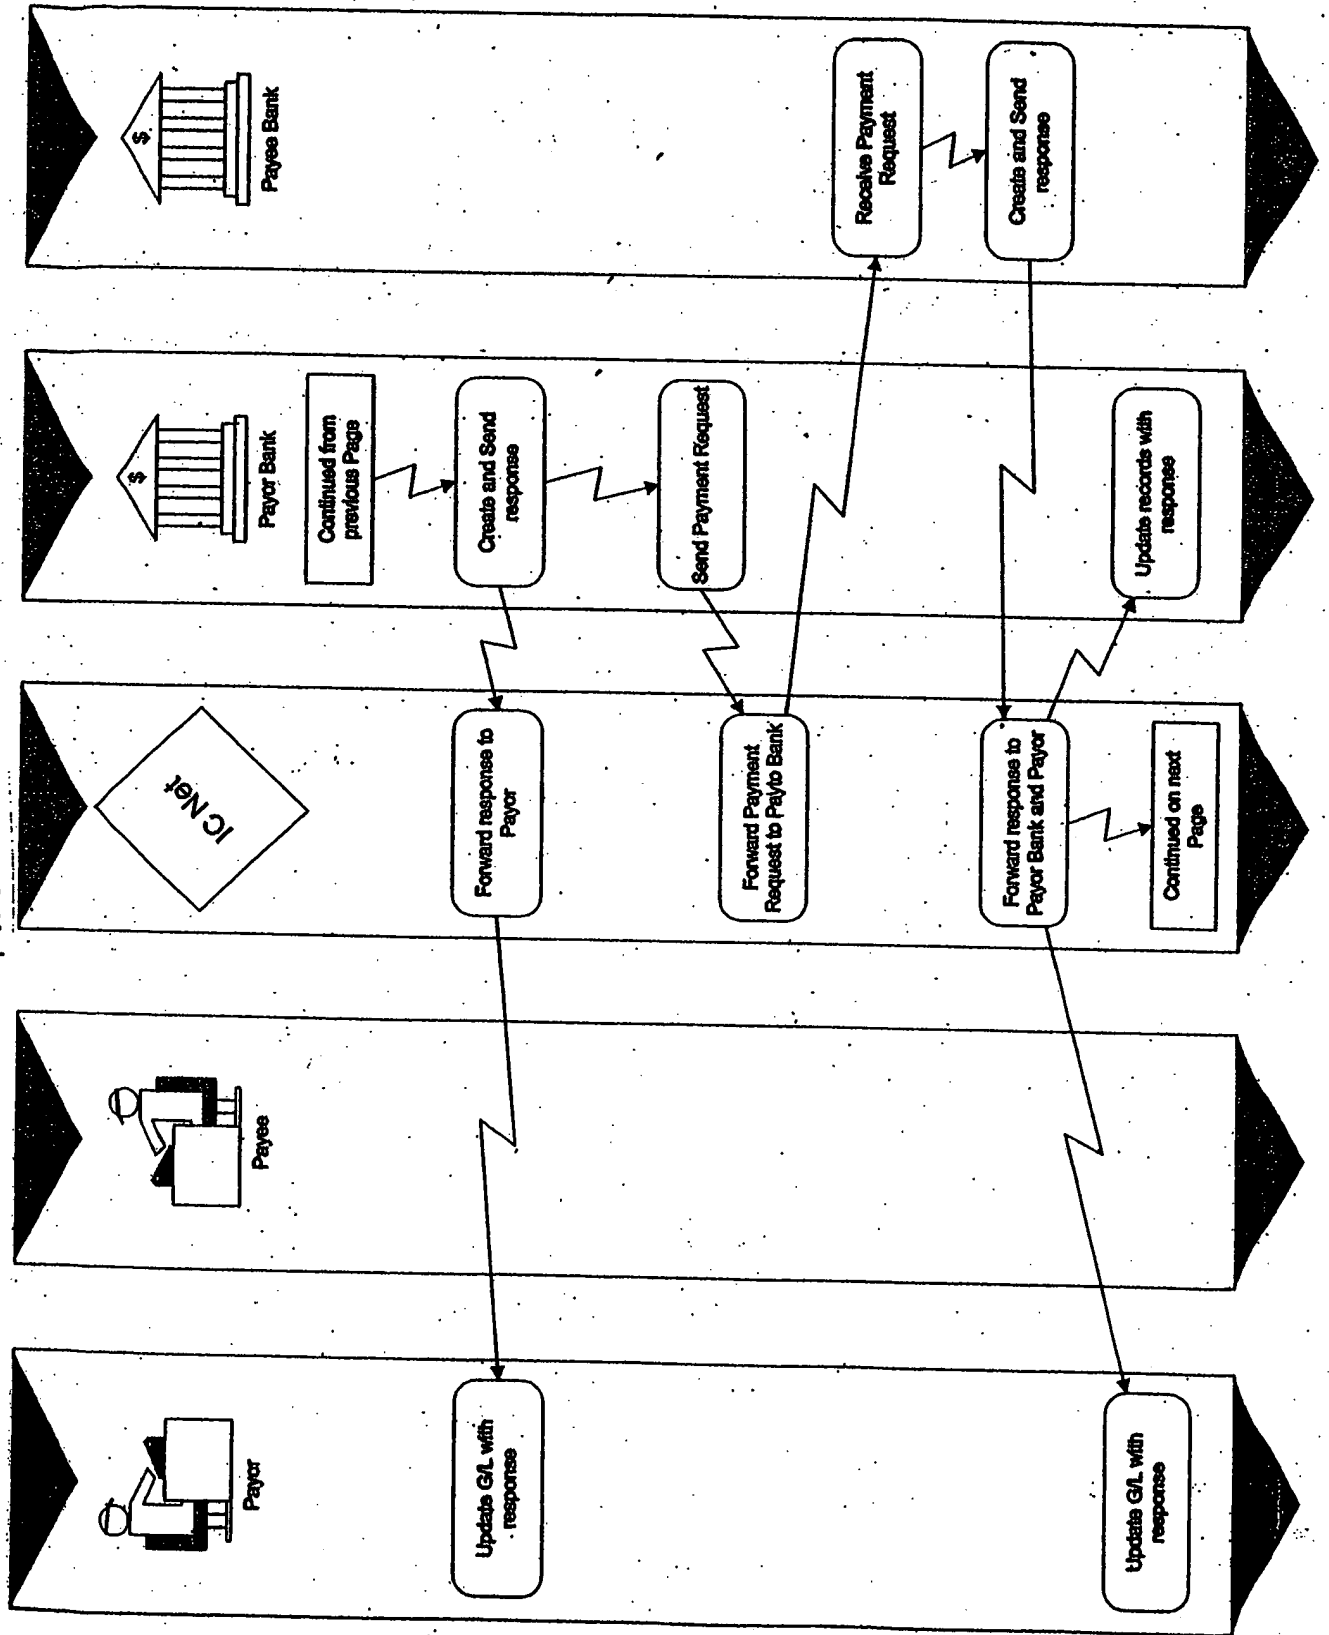 Payor
Payee
IC Net
Payor Bank
Payee Bank
Continued from
previous Page
Update G/L with
response
Forward response to
Payor
Create and Send
response
Send Payment Request
Forward Payment
Request to Payto Bank
Receive Payment
Request
Create and Send
response
Forward response to
Payor Bank and Payor
Update G/L with
response
Update records with
response
Continued on next
Page